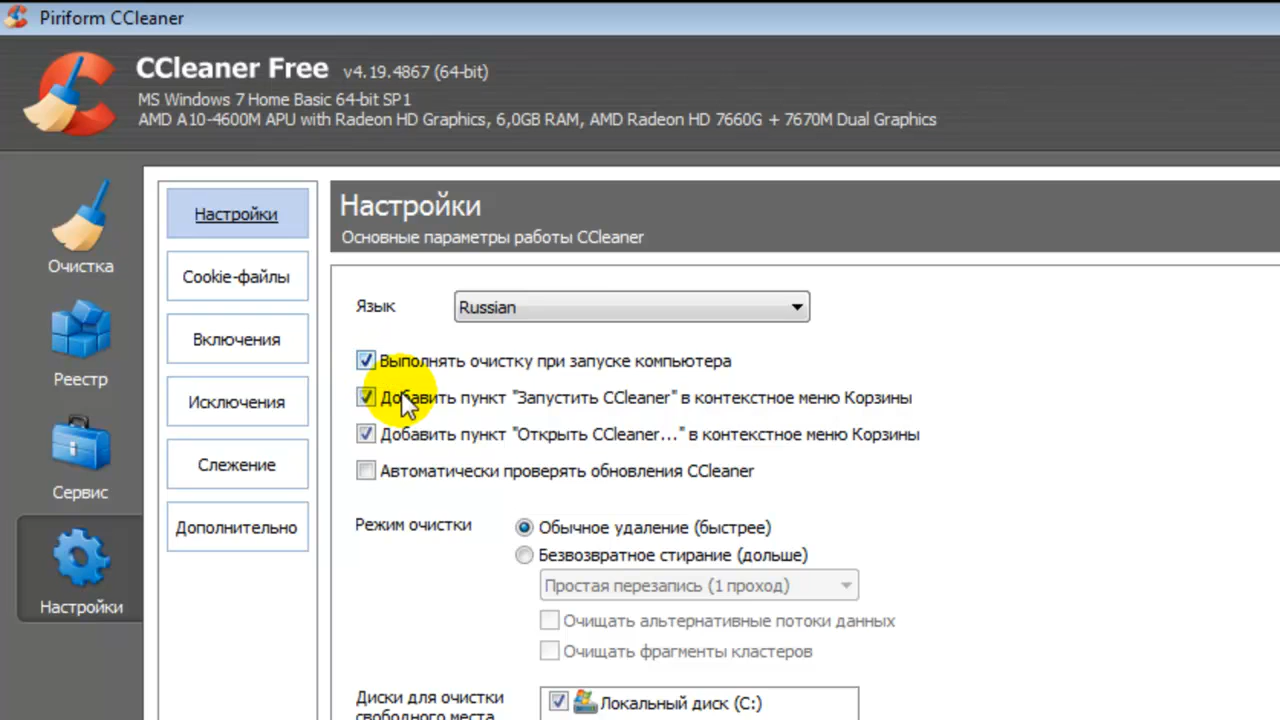 Piriform CCleaner
CCleaner Free v4.19.4867 (64-bit)
MS Windows 7 Home Basic 64-bit SP1
AMD A10-4600M APU with Radeon HD Graphics, 6,0GB RAM, AMD Radeon HD 7660G + 7670M Dual Graphics
Очистка
Реестр
Сервис
Настройки
Настройки
Cookie-файлы
Включения
Исключения
Слежение
Дополнительно
Настройки
Основные параметры работы CCleaner
Язык Russian
Выполнять очистку при запуске компьютера
Добавить пункт "Запустить CCleaner" в контекстное меню Корзины
Добавить пункт "Открыть CCleaner..." в контекстное меню Корзины
Автоматически проверять обновления CCleaner
Режим очистки Обычное удаление (быстрее)
Безвозвратное стирание (дольше)
Простая перезапись (1 проход)
Очищать альтернативные потоки данных
Очищать фрагменты кластеров
Диски для очистки Локальный диск (C:)
свободного места